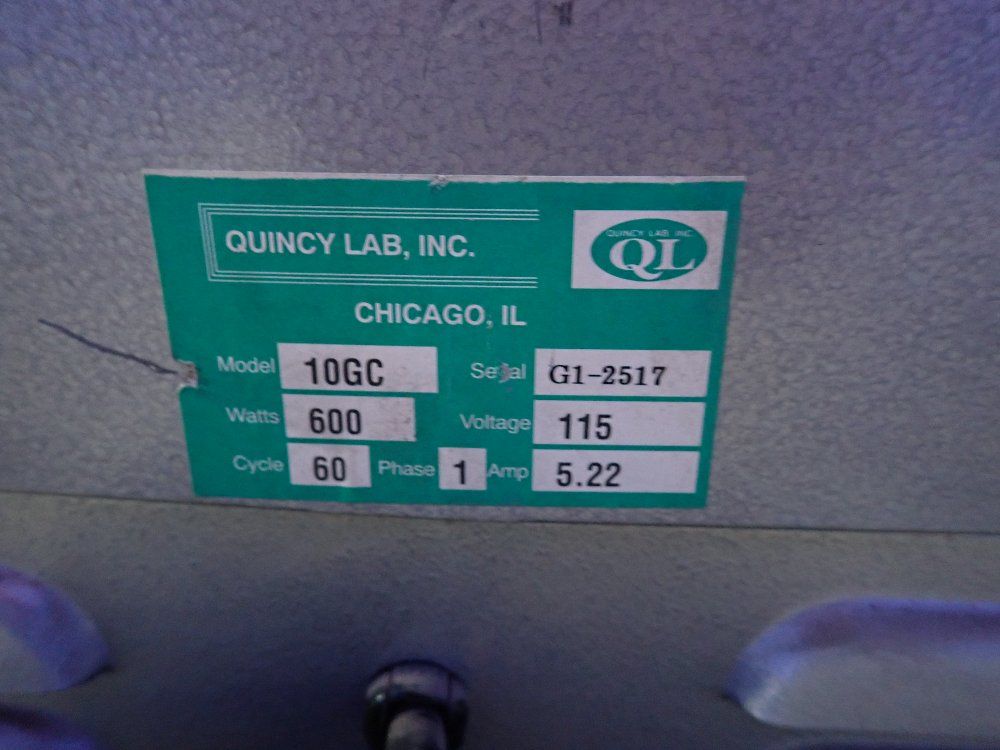 QUINCY LAB, INC.
QUINCY LAB INC.
QL
CHICAGO, IL
Model 10GC Serial G1-2517
Watts 600 Voltage 115
Cycle 60 Phase 1 Amp 5.22